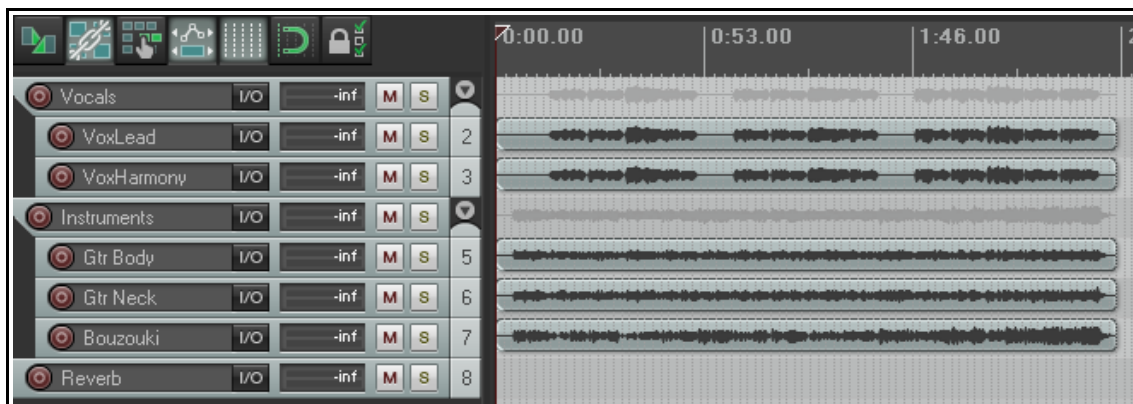 0:00.00 0:53.00 1:46.00
Vocals I/O -inf M S
VoxLead I/O -inf M S 2
VoxHarmony I/O -inf M S 3
Instruments I/O -inf M S
Gtr Body I/O -inf M S 5
Gtr Neck I/O -inf M S 6
Bouzouki I/O -inf M S 7
Reverb I/O -inf M S 8